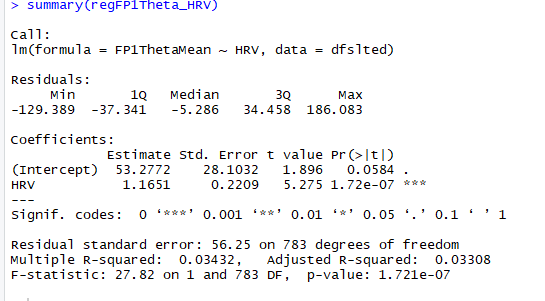 > summary(regFP1Theta_HRV)
Call:
lm(formula = FP1ThetaMean ~ HRV, data = dfslted)
Residuals:
Min 1Q Median 3Q Max
-129.389 -37.341 -5.286 34.458 186.083
Coefficients:
Estimate Std. Error t value Pr(>|t|)
(Intercept) 53.2772 28.1032 1.896 0.0584 .
HRV 1.1651 0.2209 5.275 1.72e-07 ***
---
Signif. codes: 0 ‘***’ 0.001 ‘**’ 0.01 ‘*’ 0.05 ‘.’ 0.1 ‘ ’ 1
Residual standard error: 56.25 on 783 degrees of freedom
Multiple R-squared: 0.03432, Adjusted R-squared: 0.03308
F-statistic: 27.82 on 1 and 783 DF, p-value: 1.721e-07